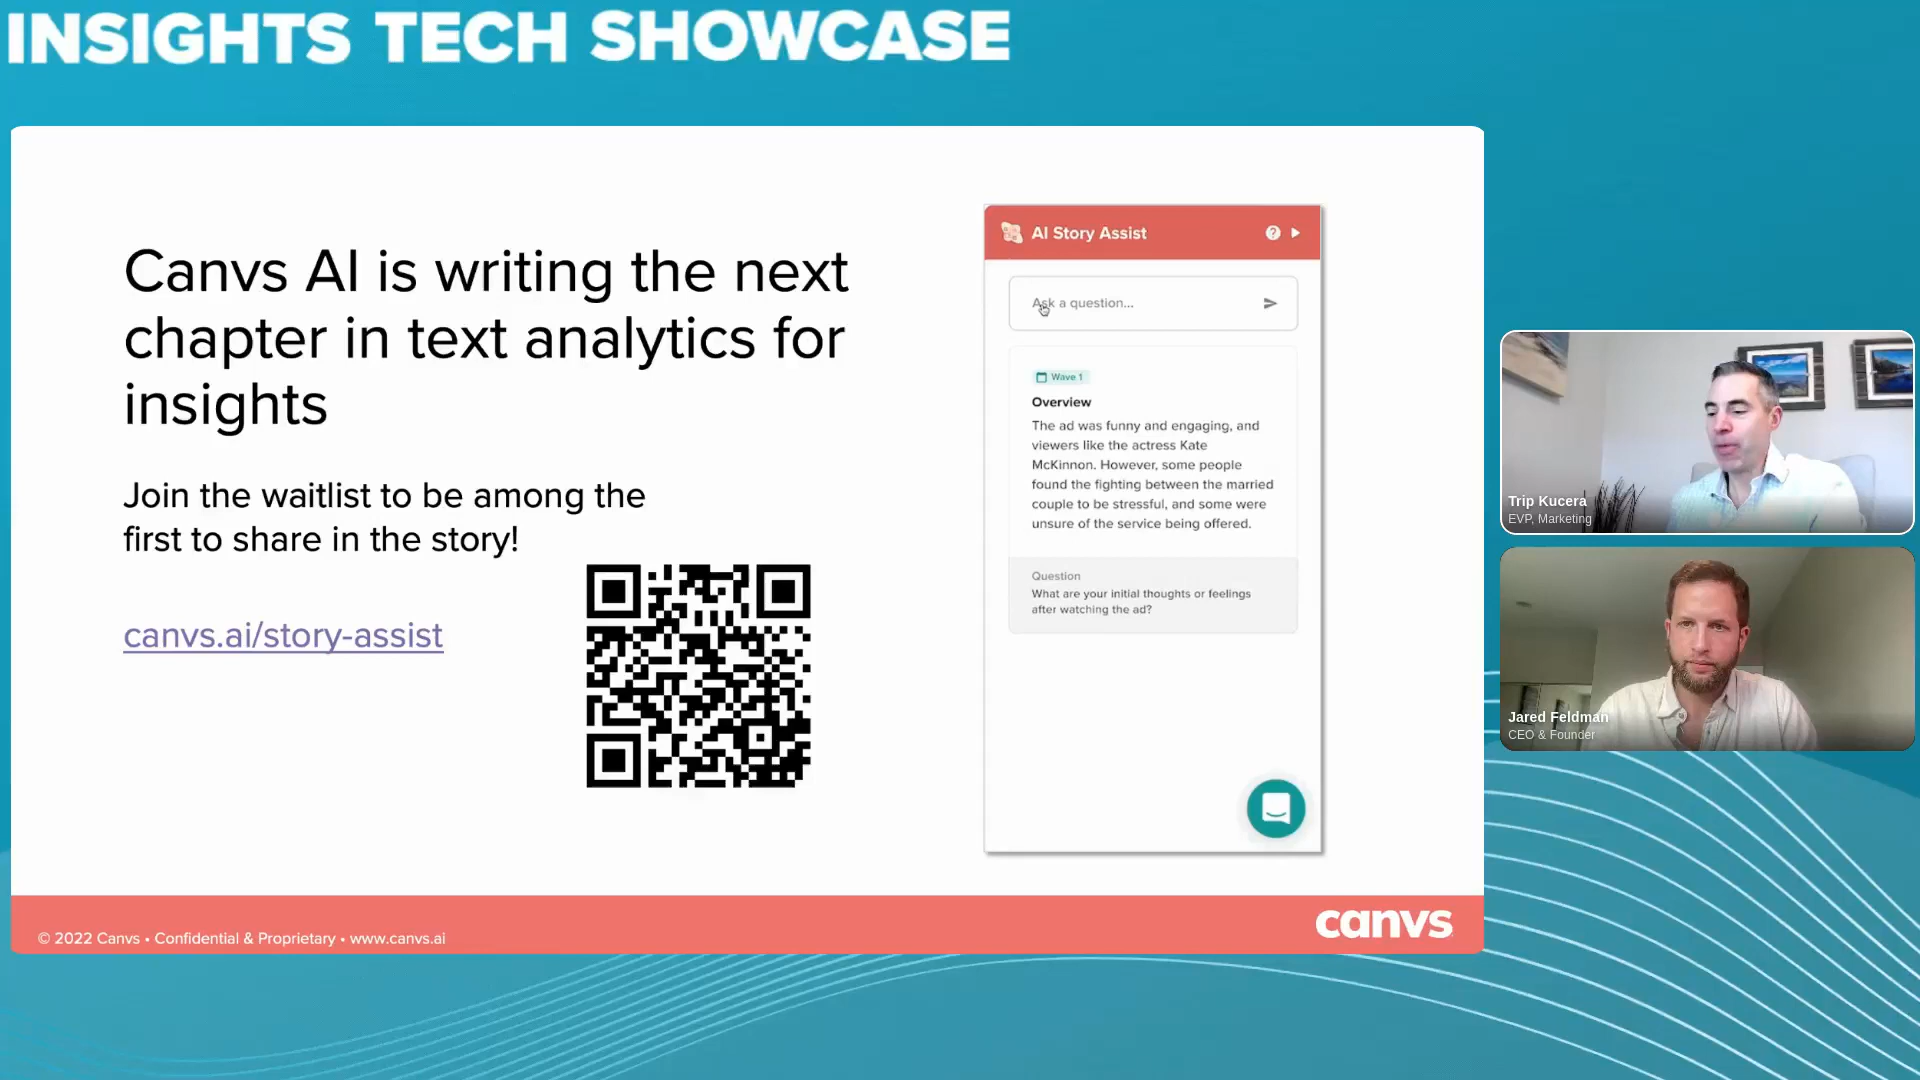 INSIGHTS TECH SHOWCASE
Canvs AI is writing the next
chapter in text analytics for
insights
Join the waitlist to be among the
first to share in the story!
canvs.ai/story-assist
AI Story Assist
?
Ask a question...
Wave 1
Overview
The ad was funny and engaging, and
viewers like the actress Kate
McKinnon. However, some people
found the fighting between the married
couple to be stressful, and some were
unsure of the service being offered.
Question
What are your initial thoughts or feelings
after watching the ad?
© 2022 Canvs • Confidential & Proprietary • www.canvs.ai
canvs
Trip Kucera
EVP, Marketing
Jared Feldman
CEO & Founder